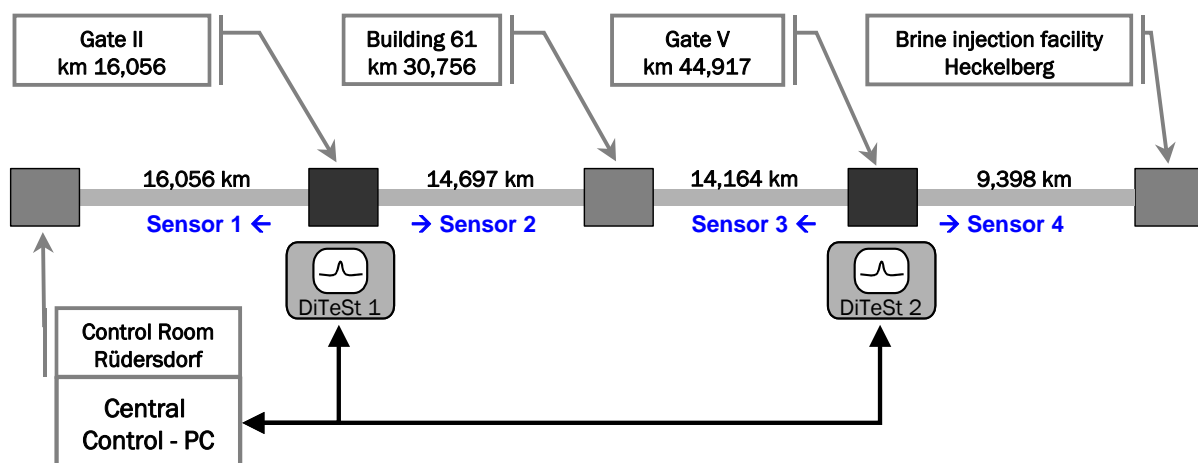 Gate II
km 16,056
Building 61
km 30,756
Gate V
km 44,917
Brine injection facility
Heckelberg
16,056 km
14,697 km
14,164 km
9,398 km
Sensor 1 ←
→ Sensor 2
Sensor 3 ←
→ Sensor 4
DiTeSt 1
DiTeSt 2
Control Room
Rüdersdorf
Central
Control - PC